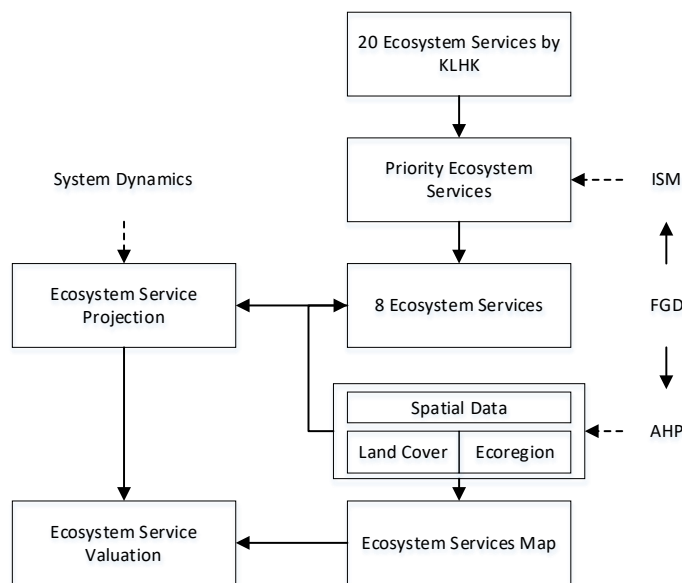 20 Ecosystem Services by
KLHK
System Dynamics
Priority Ecosystem
Services
ISM
Ecosystem Service
Projection
8 Ecosystem Services
FGD
Spatial Data
Land Cover
Ecoregion
AHP
Ecosystem Service
Valuation
Ecosystem Services Map